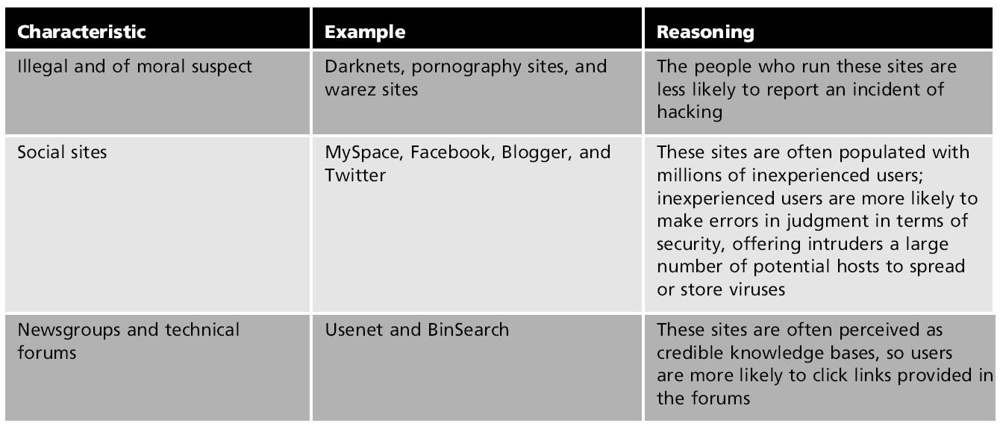 Characteristic
Example
Reasoning
Illegal and of moral suspect
Darknets, pornography sites, and
warez sites
The people who run these sites are
less likely to report an incident of
hacking
Social sites
MySpace, Facebook, Blogger, and
Twitter
These sites are often populated with
millions of inexperienced users;
inexperienced users are more likely to
make errors in judgment in terms of
security, offering intruders a large
number of potential hosts to spread
or store viruses
Newsgroups and technical
forums
Usenet and BinSearch
These sites are often perceived as
credible knowledge bases, so users
are more likely to click links provided in
the forums